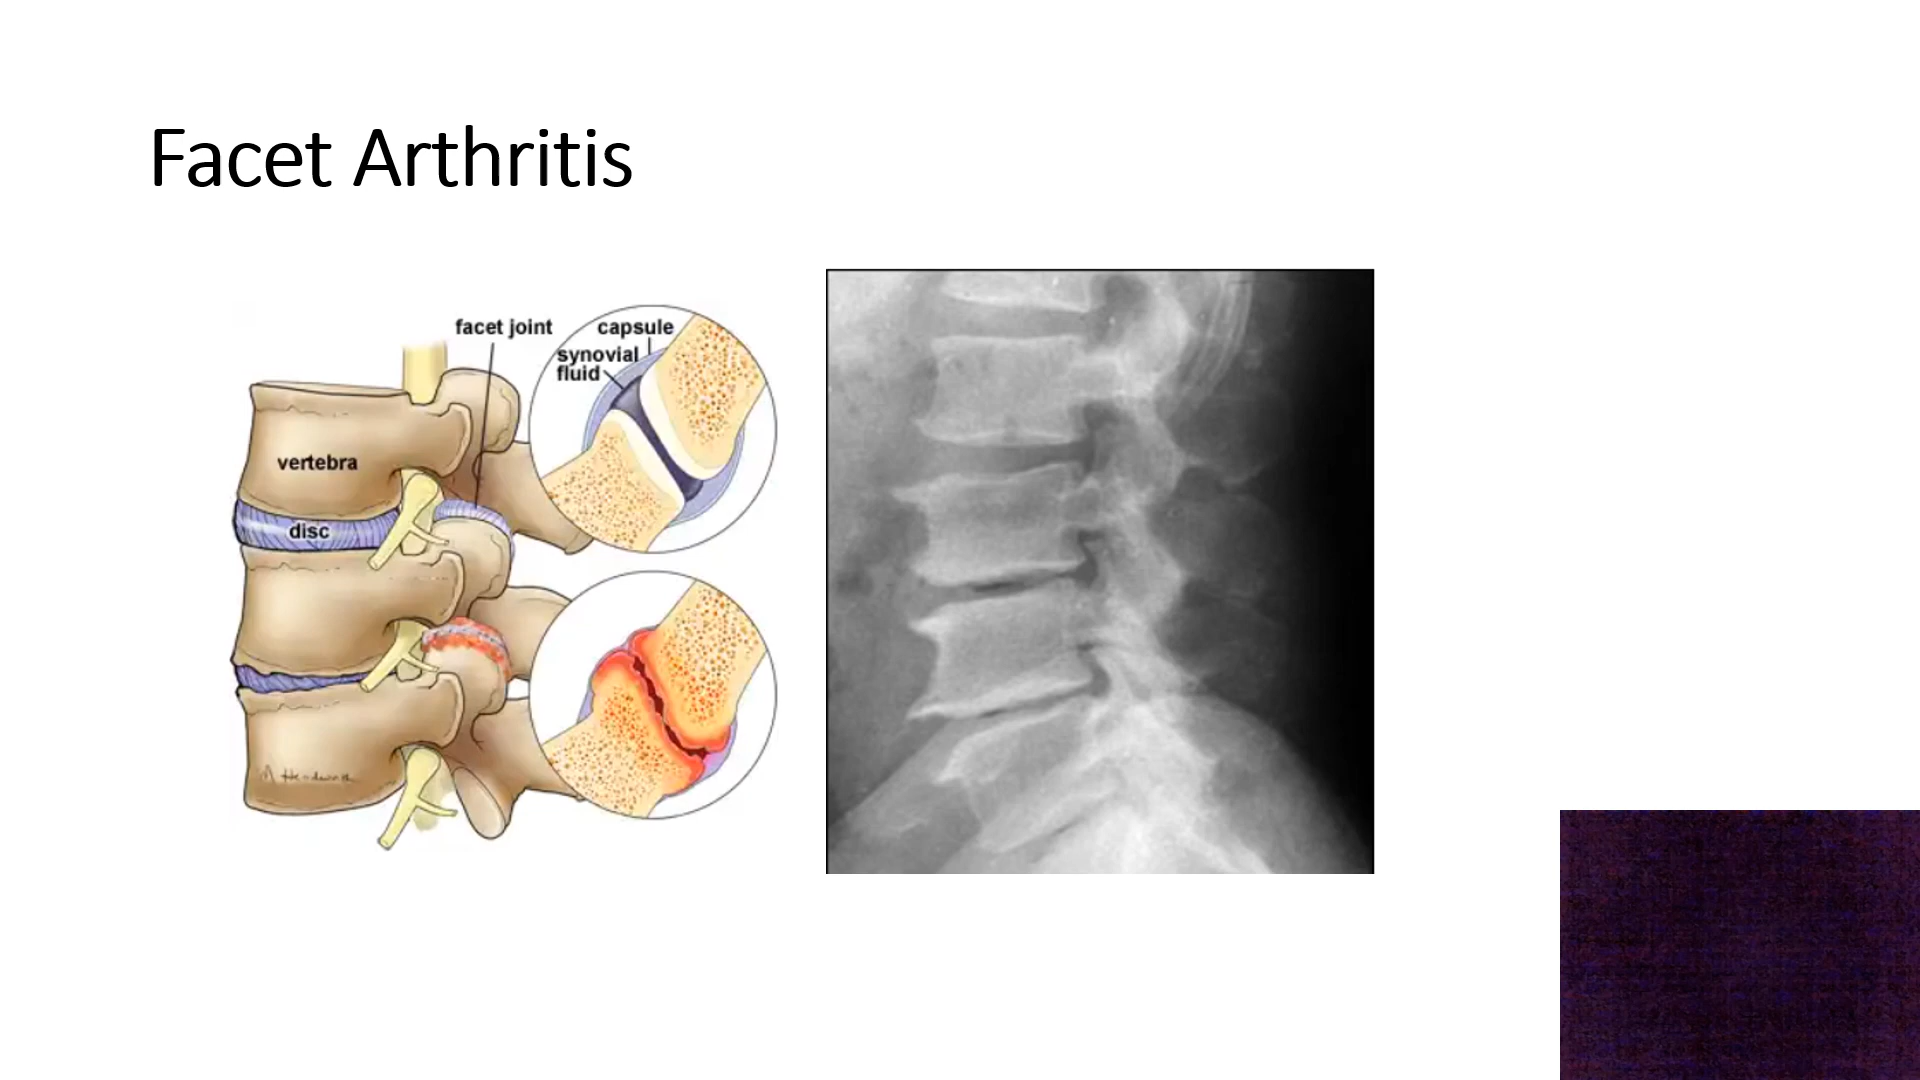 Facet Arthritis
facet joint
capsule
synovial
fluid
vertebra
disc